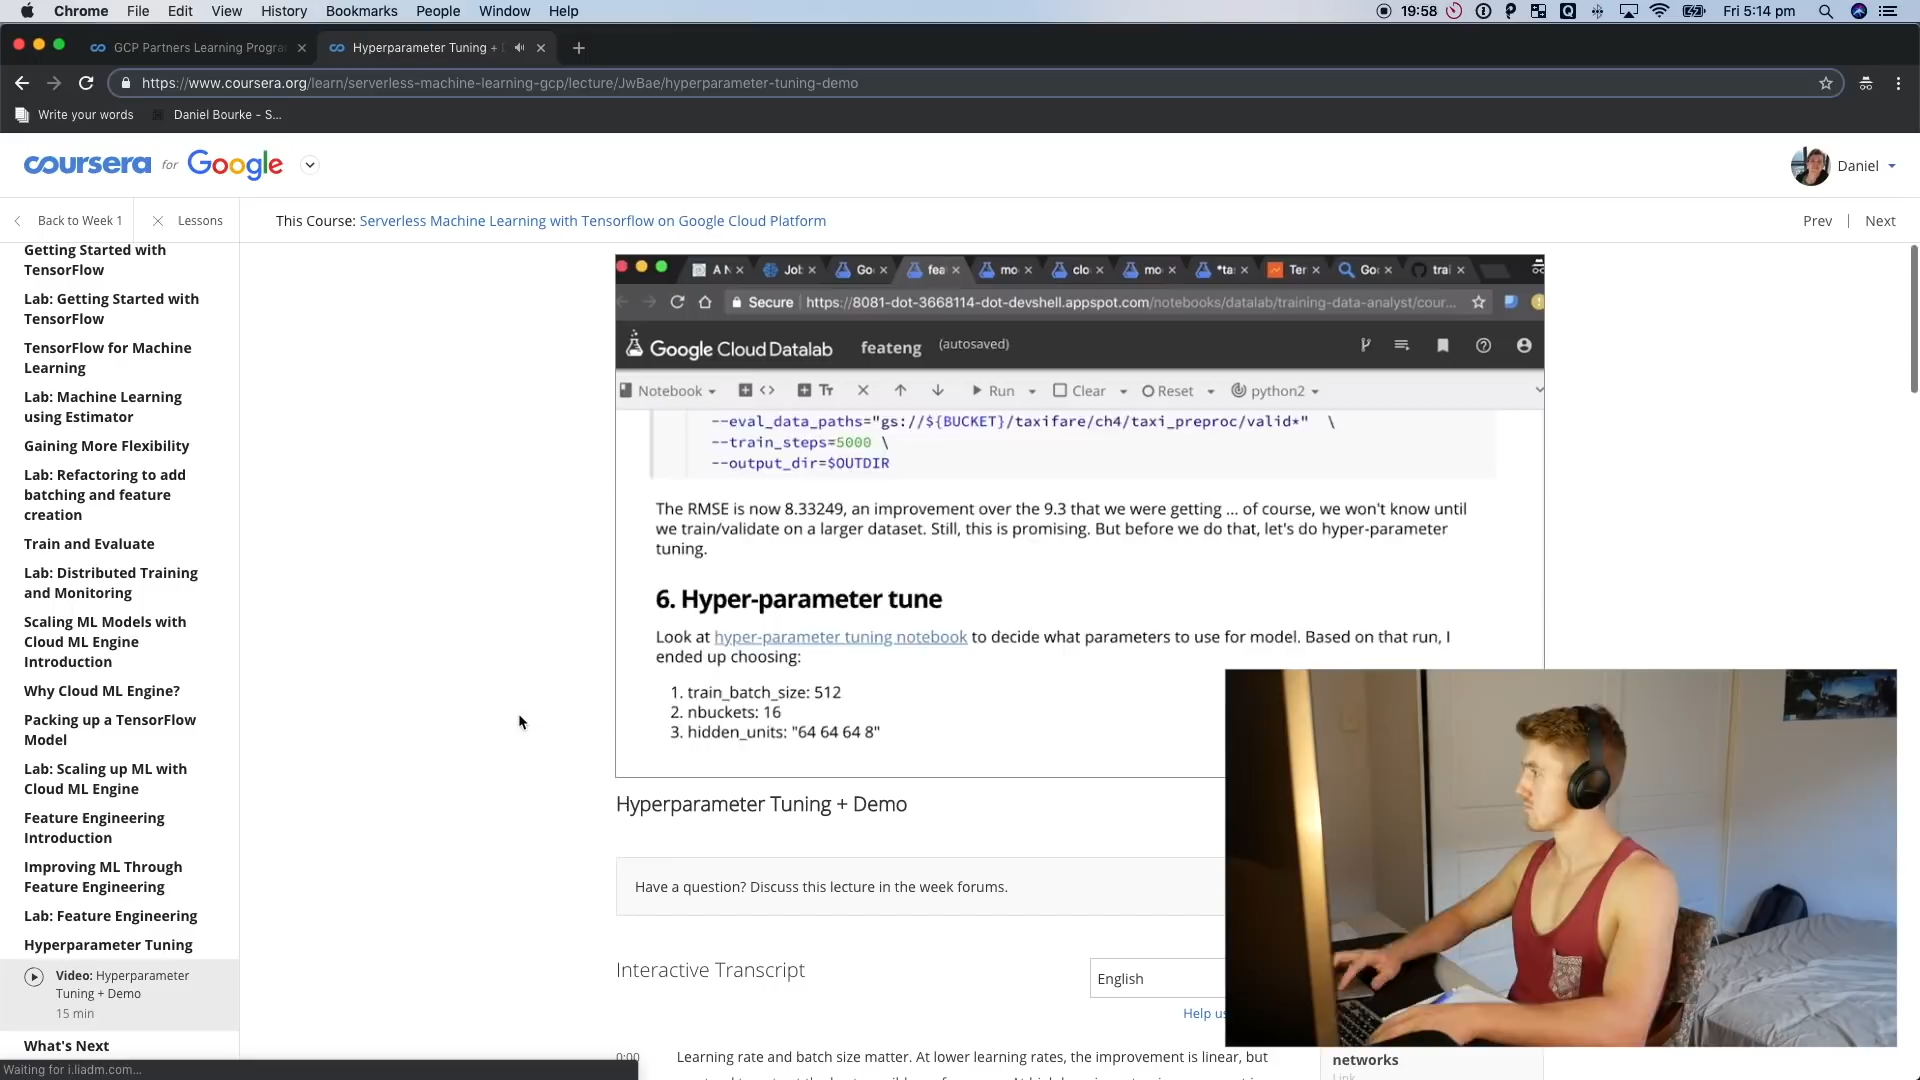 Chrome File Edit View History Bookmarks People Window Help 19:58 Fri 5:14 pm
GCP Partners Learning Progra Hyperparameter Tuning +
https://www.coursera.org/learn/serverless-machine-learning-gcp/lecture/JwBae/hyperparameter-tuning-demo
Write your words Daniel Bourke - S...
coursera for Google Daniel
Back to Week 1 Lessons This Course: Serverless Machine Learning with Tensorflow on Google Cloud Platform Prev | Next
Getting Started with
TensorFlow
Lab: Getting Started with
TensorFlow
TensorFlow for Machine
Learning
Lab: Machine Learning
using Estimator
Gaining More Flexibility
Lab: Refactoring to add
batching and feature
creation
Train and Evaluate
Lab: Distributed Training
and Monitoring
Scaling ML Models with
Cloud ML Engine
Introduction
Why Cloud ML Engine?
Packing up a TensorFlow
Model
Lab: Scaling up ML with
Cloud ML Engine
Feature Engineering
Introduction
Improving ML Through
Feature Engineering
Lab: Feature Engineering
Hyperparameter Tuning
Video: Hyperparameter
Tuning + Demo
15 min
What's Next
Waiting for i.liadm.com...
A N Job Go fea mo clo mo *ta Ter Go trai
Secure https://8081-dot-3668114-dot-devshell.appspot.com/notebooks/datalab/training-data-analyst/cour...
Google Cloud Datalab feateng (autosaved)
Notebook Tт Run Clear Reset python2
--eval_data_paths="gs://${BUCKET}/taxifare/ch4/taxi_preproc/valid*" \
--train_steps=5000 \
--output_dir=$OUTDIR
The RMSE is now 8.33249, an improvement over the 9.3 that we were getting ... of course, we won't know until
we train/validate on a larger dataset. Still, this is promising. But before we do that, let's do hyper-parameter
tuning.
6. Hyper-parameter tune
Look at hyper-parameter tuning notebook to decide what parameters to use for model. Based on that run, I
ended up choosing:
1. train_batch_size: 512
2. nbuckets: 16
3. hidden_units: "64 64 64 8"
Hyperparameter Tuning + Demo
Have a question? Discuss this lecture in the week forums.
Interactive Transcript
English
Help us
0:00 Learning rate and batch size matter. At lower learning rates, the improvement is linear, but
networks
Link